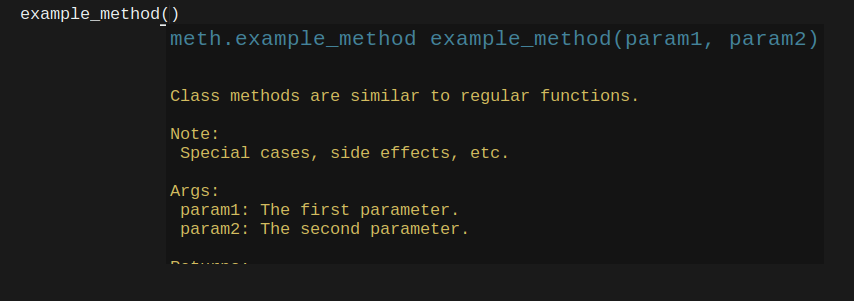 example_method()
meth.example_method example_method(param1, param2)
Class methods are similar to regular functions.
Note:
Special cases, side effects, etc.
Args:
param1: The first parameter.
param2: The second parameter.
Returns: